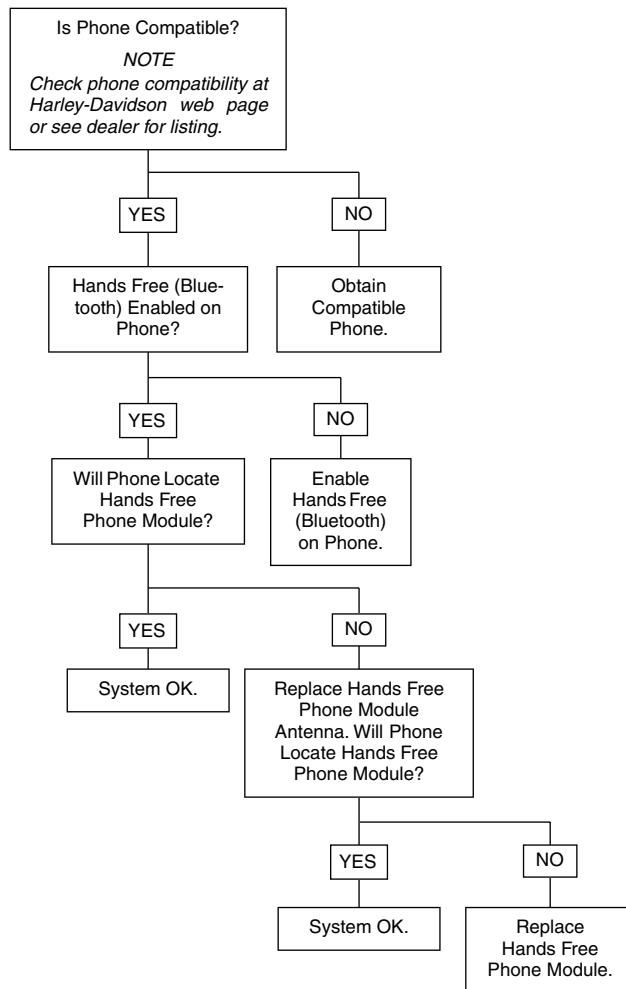 Is Phone Compatible?
NOTE
Check phone compatibility at
Harley-Davidson web page
or see dealer for listing.
YES
NO
Hands Free (Blue-
tooth) Enabled on
Phone?
Obtain
Compatible
Phone.
YES
NO
Will Phone Locate
Hands Free
Phone Module?
Enable
Hands Free
(Bluetooth)
on Phone.
YES
NO
System OK.
Replace Hands Free
Phone Module
Antenna. Will Phone
Locate Hands Free
Phone Module?
YES
NO
System OK.
Replace
Hands Free
Phone Module.